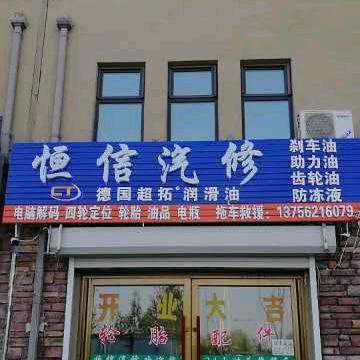 恒信汽修
刹车油
助力油
齿轮油
防冻液
GT 德国超拓®润滑油
电脑解码 四轮定位 轮胎 油品 电瓶 拖车救援：13756216079
开业大吉
轮胎 配件